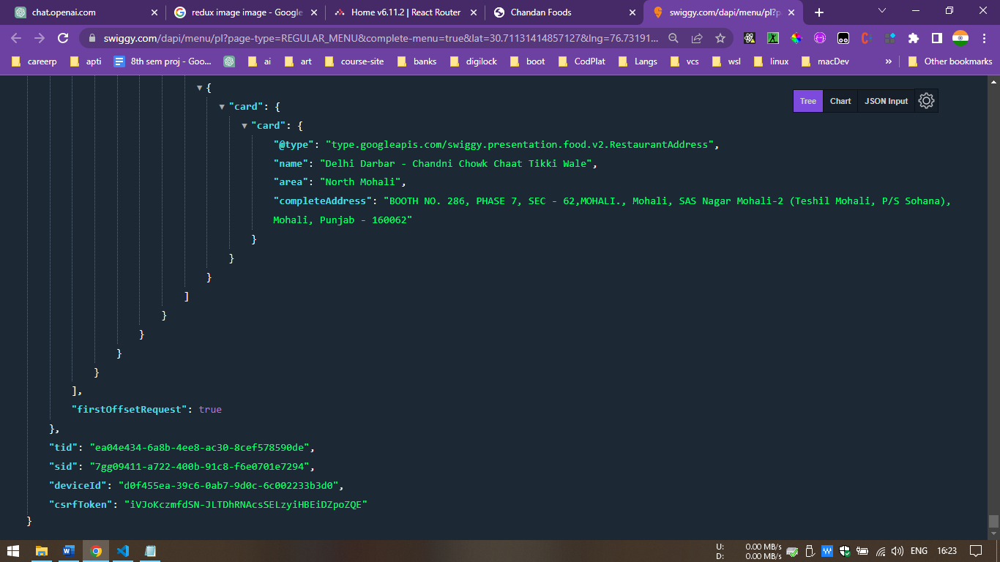 chat.openai.com
redux image image - Google
Home v6.11.2 | React Router
Chandan Foods
swiggy.com/dapi/menu/pl?p
swiggy.com/dapi/menu/pl?page-type=REGULAR_MENU&complete-menu=true&lat=30.71131414857127&lng=76.73191...
careerp
apti
8th sem proj - Goo...
ai
art
course-site
banks
digilock
boot
CodPlat
Langs
vcs
wsl
linux
macDev
»
Other bookmarks
Tree
Chart
JSON Input
{
"card": {
"card": {
"@type": "type.googleapis.com/swiggy.presentation.food.v2.RestaurantAddress",
"name": "Delhi Darbar - Chandni Chowk Chaat Tikki Wale",
"area": "North Mohali",
"completeAddress": "BOOTH NO. 286, PHASE 7, SEC - 62,MOHALI., Mohali, SAS Nagar Mohali-2 (Teshil Mohali, P/S Sohana),
Mohali, Punjab - 160062"
}
}
}
]
}
}
}
}
],
"firstOffsetRequest": true
},
"tid": "ea04e434-6a8b-4ee8-ac30-8cef578590de",
"sid": "7gg09411-a722-400b-91c8-f6e0701e7294",
"deviceId": "d0f455ea-39c6-0ab7-9d0c-6c002233b3d0",
"csrfToken": "iVJoKczmfdSN-JLTDhRNAcsSELzyiHBEiDZpoZQE"
}
U: 0.00 MB/s
D: 0.00 MB/s
ENG
16:23